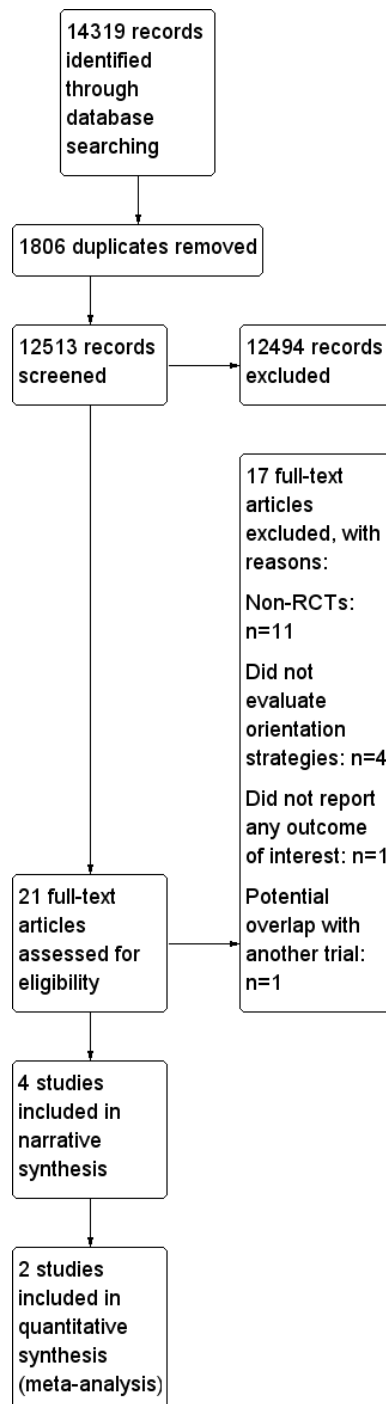 14319 records
identified
through
database
searching
1806 duplicates removed
12513 records
screened
12494 records
excluded
17 full-text
articles
excluded, with
reasons:
Non-RCTs:
n=11
Did not
evaluate
orientation
strategies: n=4
Did not report
any outcome
of interest: n=1
Potential
overlap with
another trial:
n=1
21 full-text
articles
assessed for
eligibility
4 studies
included in
narrative
synthesis
2 studies
included in
quantitative
synthesis
(meta-analysis)